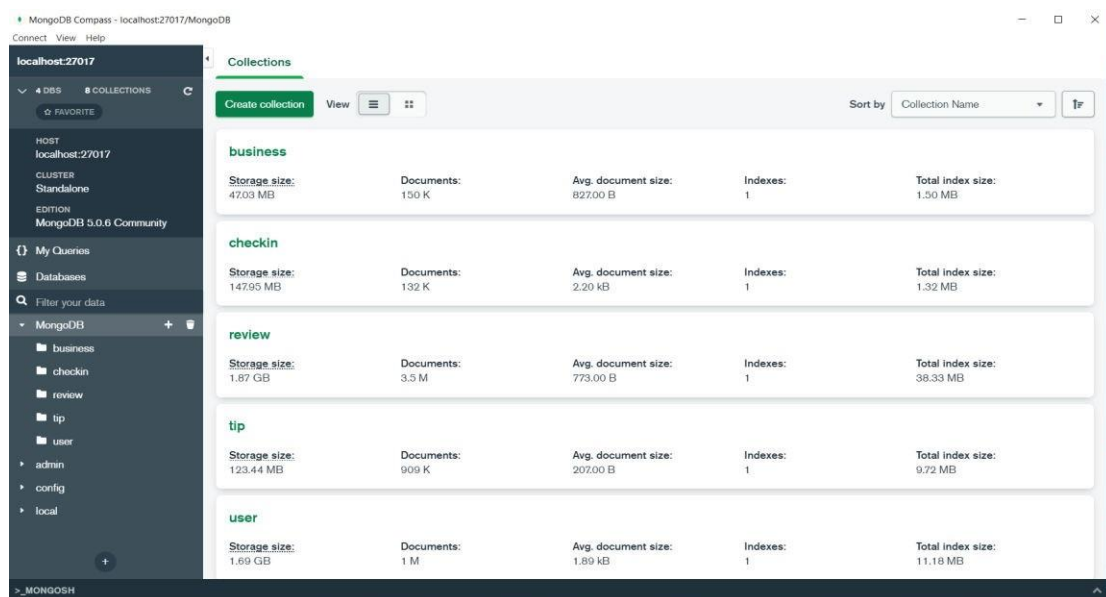 MongoDB Compass - localhost:27017/MongoDB
Connect View Help
localhost:27017
4 DBS 8 COLLECTIONS
FAVORITE
HOST
localhost:27017
CLUSTER
Standalone
EDITION
MongoDB 5.0.6 Community
{} My Queries
Databases
Filter your data
MongoDB
business
checkin
review
tip
user
admin
config
local
>_MONGOSH
Collections
Create collection View Sort by Collection Name
business
Storage size: Documents: Avg. document size: Indexes: Total index size:
47.03 MB 150 K 827.00 B 1 1.50 MB
checkin
Storage size: Documents: Avg. document size: Indexes: Total index size:
147.95 MB 132 K 2.20 kB 1 1.32 MB
review
Storage size: Documents: Avg. document size: Indexes: Total index size:
1.87 GB 3.5 M 773.00 B 1 38.33 MB
tip
Storage size: Documents: Avg. document size: Indexes: Total index size:
123.44 MB 909 K 207.00 B 1 9.72 MB
user
Storage size: Documents: Avg. document size: Indexes: Total index size:
1.69 GB 1 M 1.89 kB 1 11.18 MB